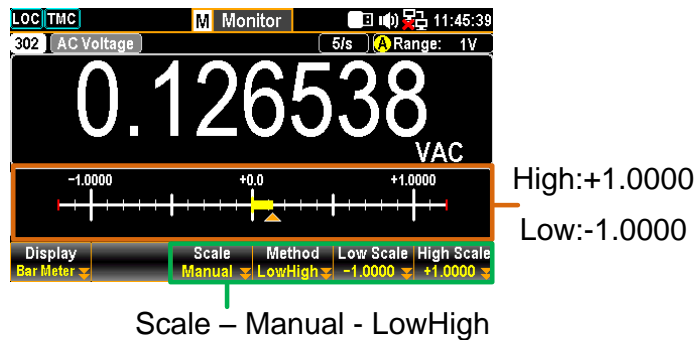 LOC TMC M Monitor 11:45:39
302 AC Voltage 5/s A Range: 1V
0.126538
VAC
-1.0000 +0.0 +1.0000
High:+1.0000
Low:-1.0000
Display Scale Method Low Scale High Scale
Bar Meter Manual LowHigh -1.0000 +1.0000
Scale – Manual - LowHigh